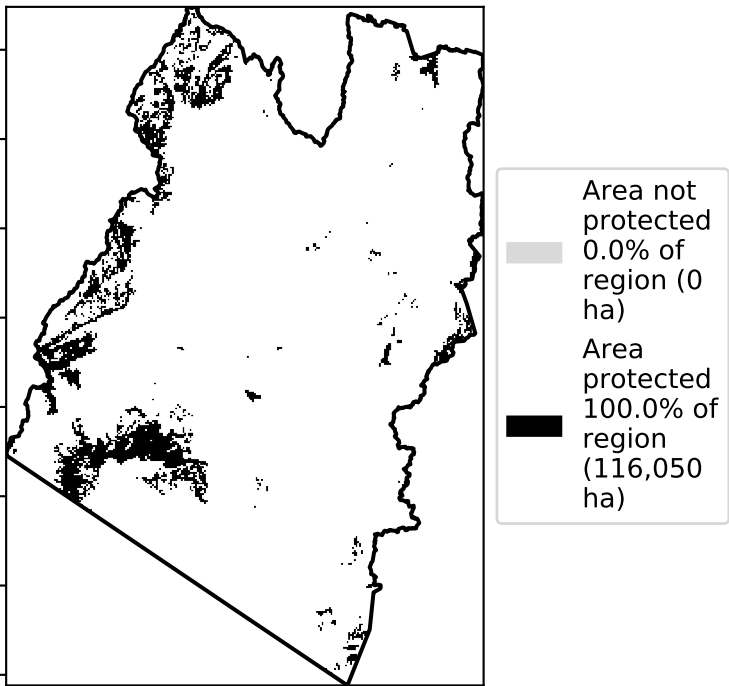 Area not
protected
0.0% of
region (0
ha)
Area
protected
100.0% of
region
(116,050
ha)